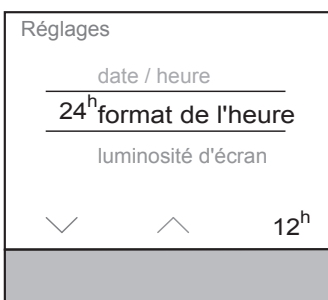 Réglages
date / heure
24h format de l'heure
luminosité d'écran
12h